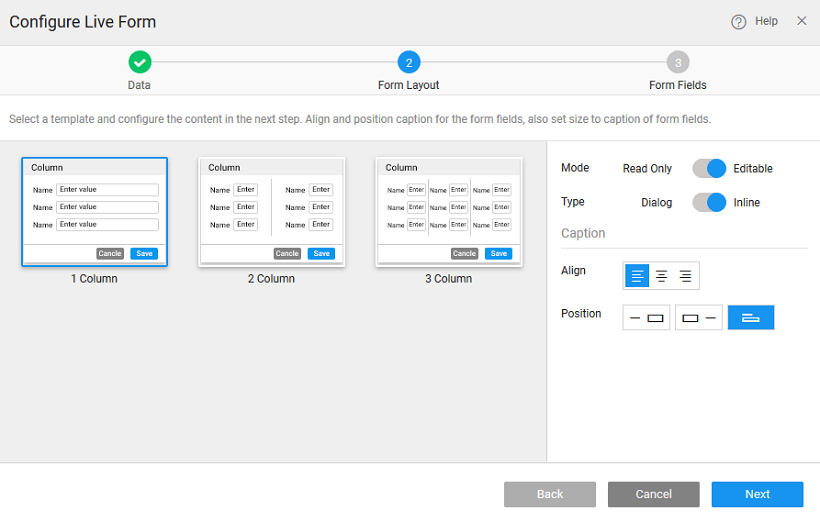 Configure Live Form
Help
2
3
Data
Form Layout
Form Fields
Select a template and configure the content in the next step. Align and position caption for the form fields, also set size to caption of form fields.
Column
Name Enter value
Name Enter value
Name Enter value
Cancle Save
1 Column
Column
Name Enter Name Enter
Name Enter Name Enter
Name Enter Name Enter
Cancle Save
2 Column
Column
Name Enter Name Enter Name Enter
Name Enter Name Enter Name Enter
Name Enter Name Enter Name Enter
Cancle Save
3 Column
Mode Read Only Editable
Type Dialog Inline
Caption
Align
Position
Back Cancel Next